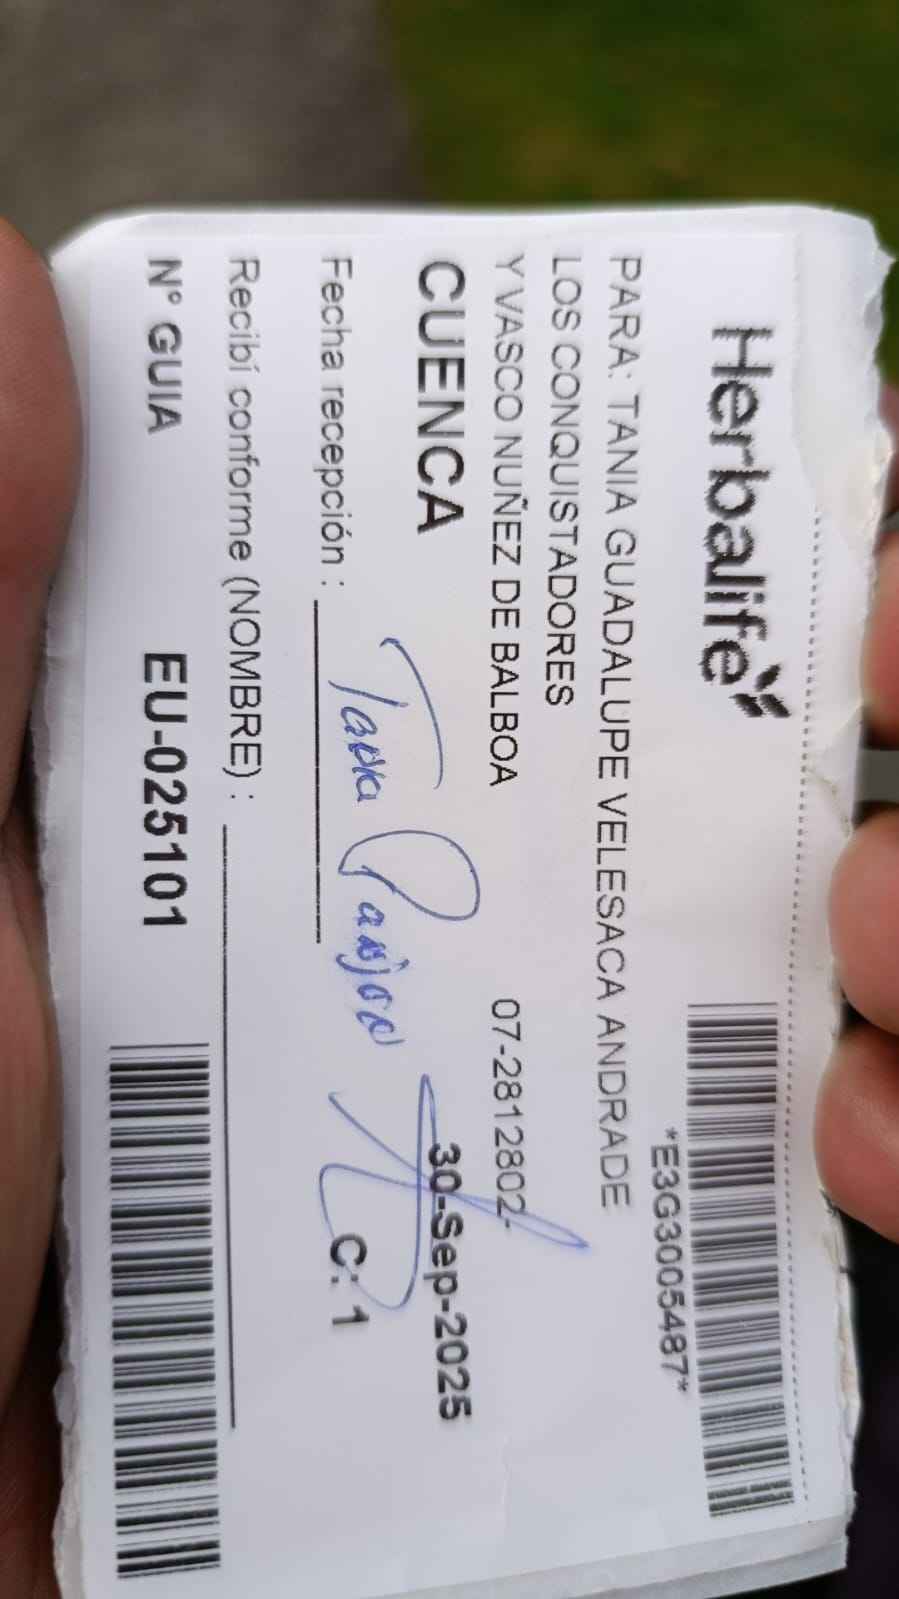 Herbalife
*E3G3005487*
PARA: TANIA GUADALUPE VELESACA ANDRADE
LOS CONQUISTADORES
Y VASCO NUÑEZ DE BALBOA 07-2812802-
CUENCA 30-Sep-2025
Fecha recepción : C: 1
Recibí conforme (NOMBRE) :
N° GUIA EU-025101